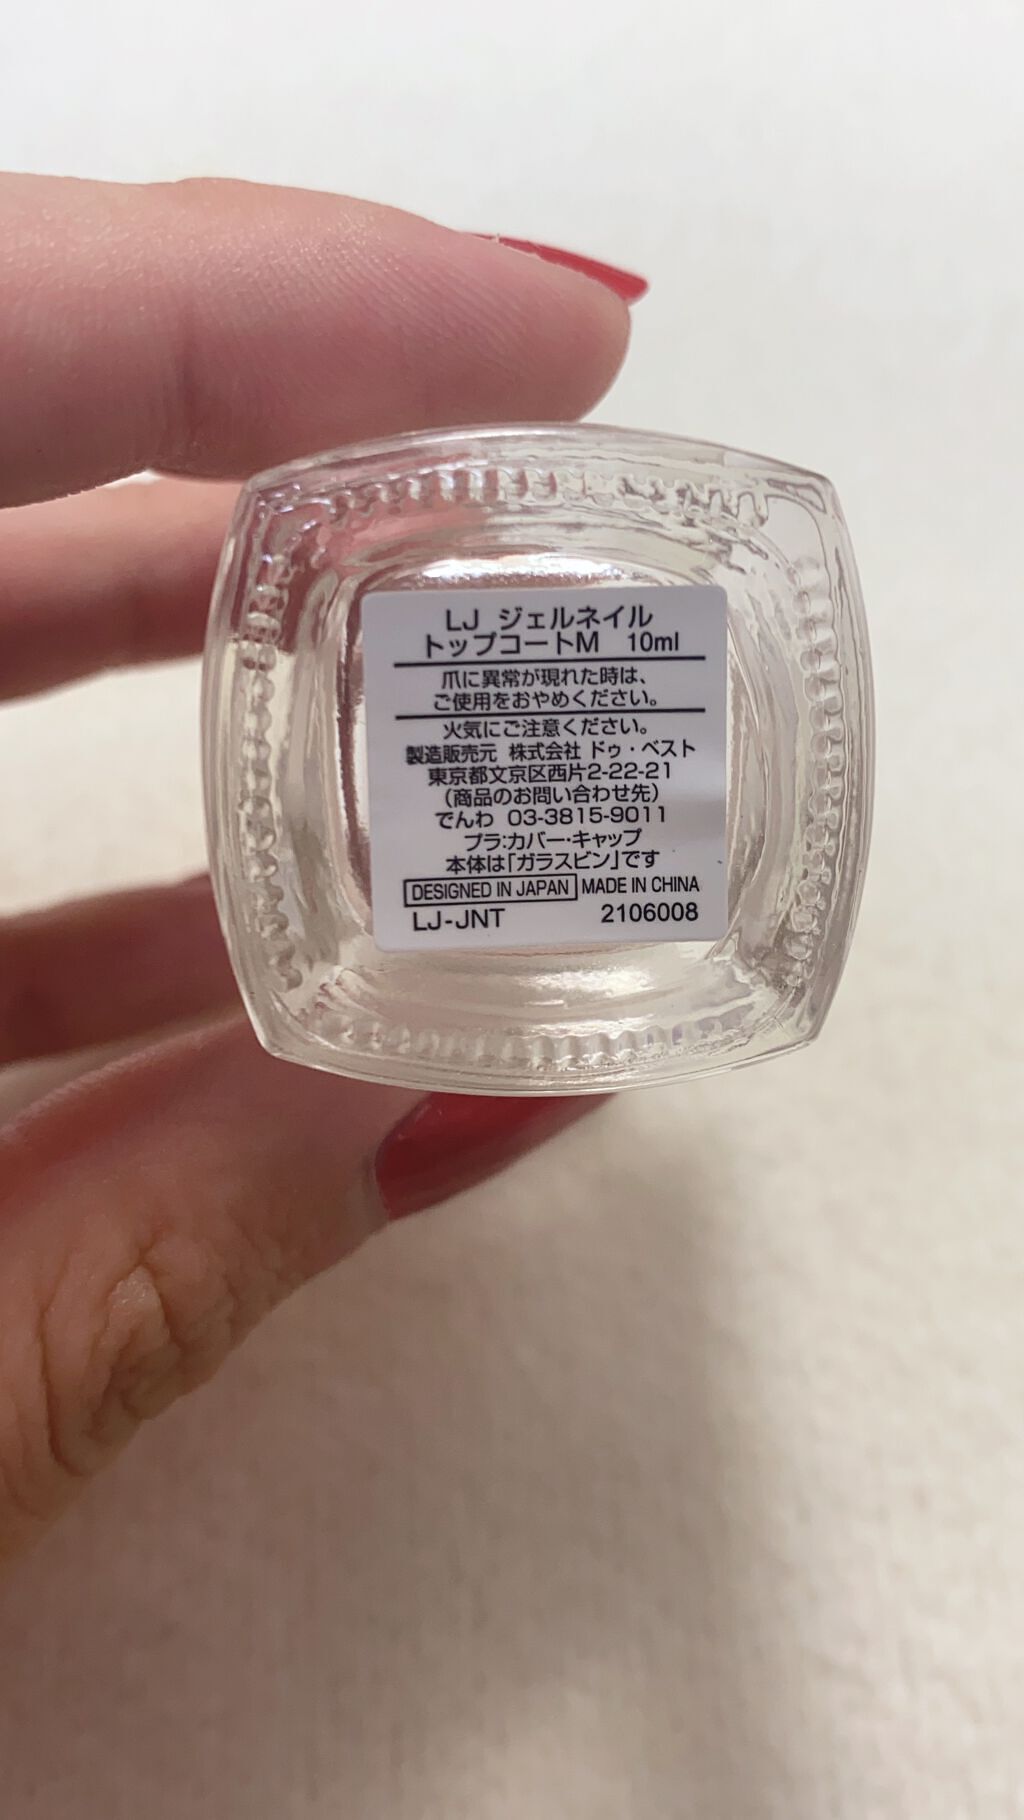 LJ ジェルネイル
トップコートM 10ml
爪に異常が現れた時は、
ご使用をおやめください。
火気にご注意ください。
製造販売元 株式会社 ドゥ・ベスト
東京都文京区西片2-22-21
(商品のお問い合わせ先)
でんわ 03-3815-9011
プラ:カバー・キャップ
本体は「ガラスビン」です
DESIGNED IN JAPAN MADE IN CHINA
LJ-JNT 2106008